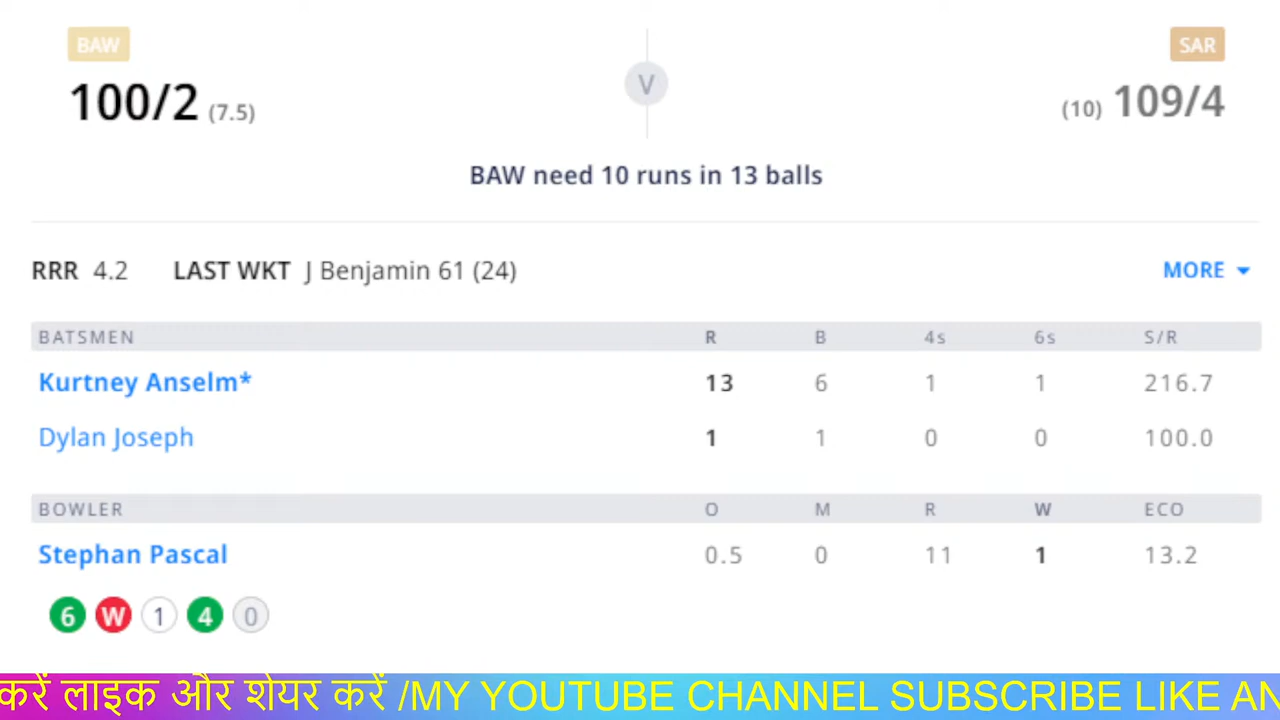 BAW SAR
100/2 (7.5) V (10) 109/4
BAW need 10 runs in 13 balls
RRR 4.2 LAST WKT J Benjamin 61 (24) MORE
BATSMEN R B 4s 6s S/R
Kurtney Anselm* 13 6 1 1 216.7
Dylan Joseph 1 1 0 0 100.0
BOWLER O M R W ECO
Stephan Pascal 0.5 0 11 1 13.2
6 W 1 4 0
करें लाइक और शेयर करें /MY YOUTUBE CHANNEL SUBSCRIBE LIKE AN